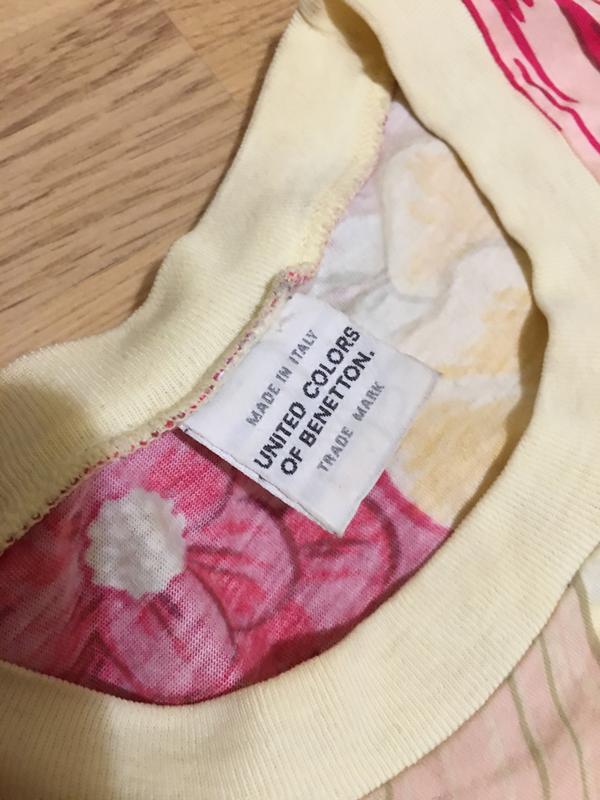 MADE IN ITALY
UNITED COLORS
OF BENETTON.
TRADE MARK